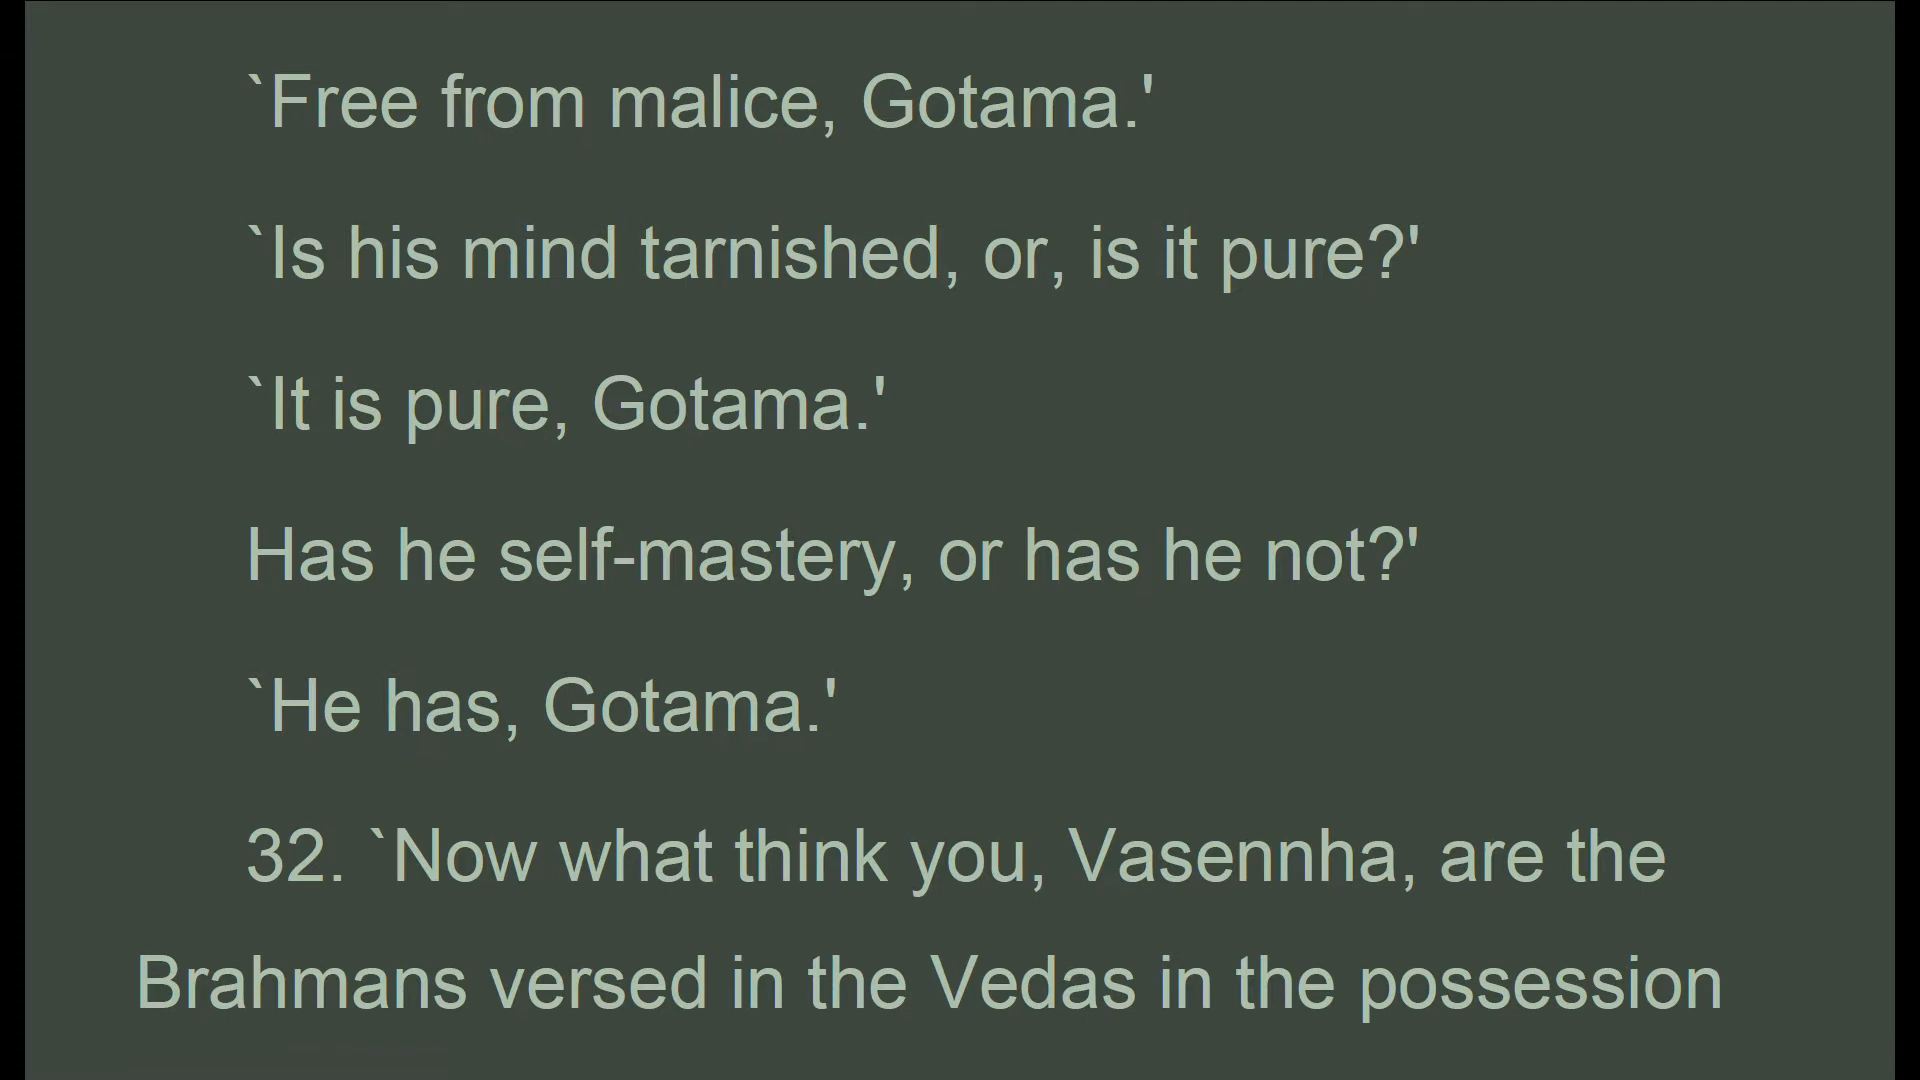 `Free from malice, Gotama.'
`Is his mind tarnished, or, is it pure?'
`It is pure, Gotama.'
Has he self-mastery, or has he not?'
`He has, Gotama.'
32. `Now what think you, Vasennha, are the
Brahmans versed in the Vedas in the possession